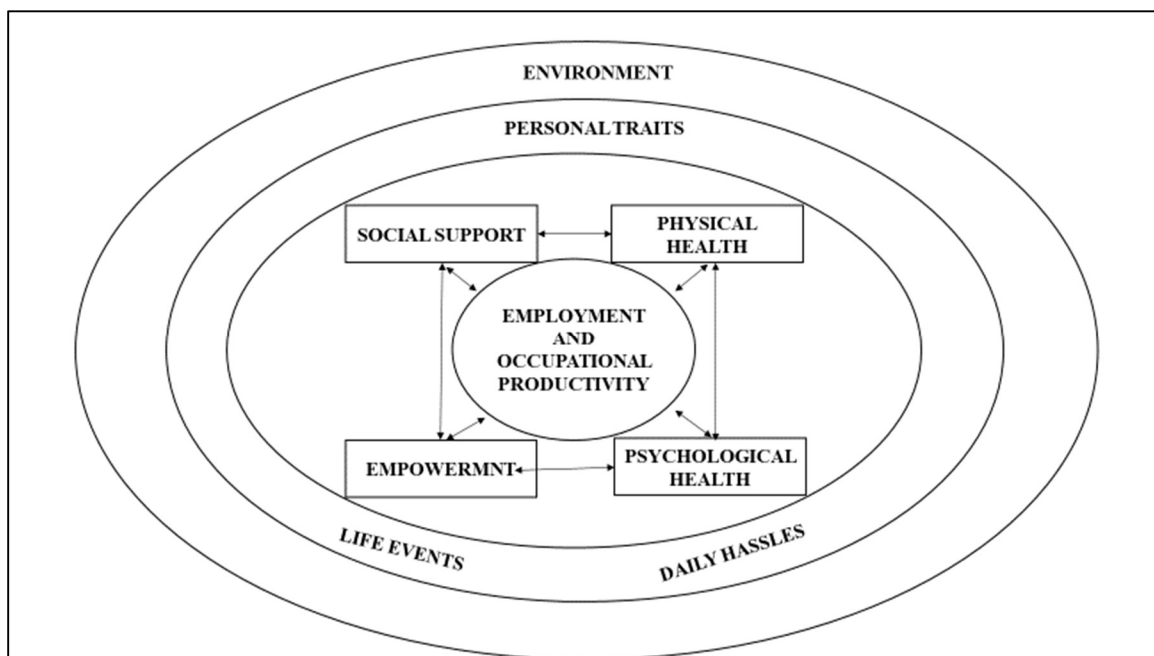 ENVIRONMENT
PERSONAL TRAITS
SOCIAL SUPPORT
PHYSICAL
HEALTH
EMPLOYMENT
AND
OCCUPATIONAL
PRODUCTIVITY
EMPOWERMNT
PSYCHOLOGICAL
HEALTH
LIFE EVENTS
DAILY HASSLES